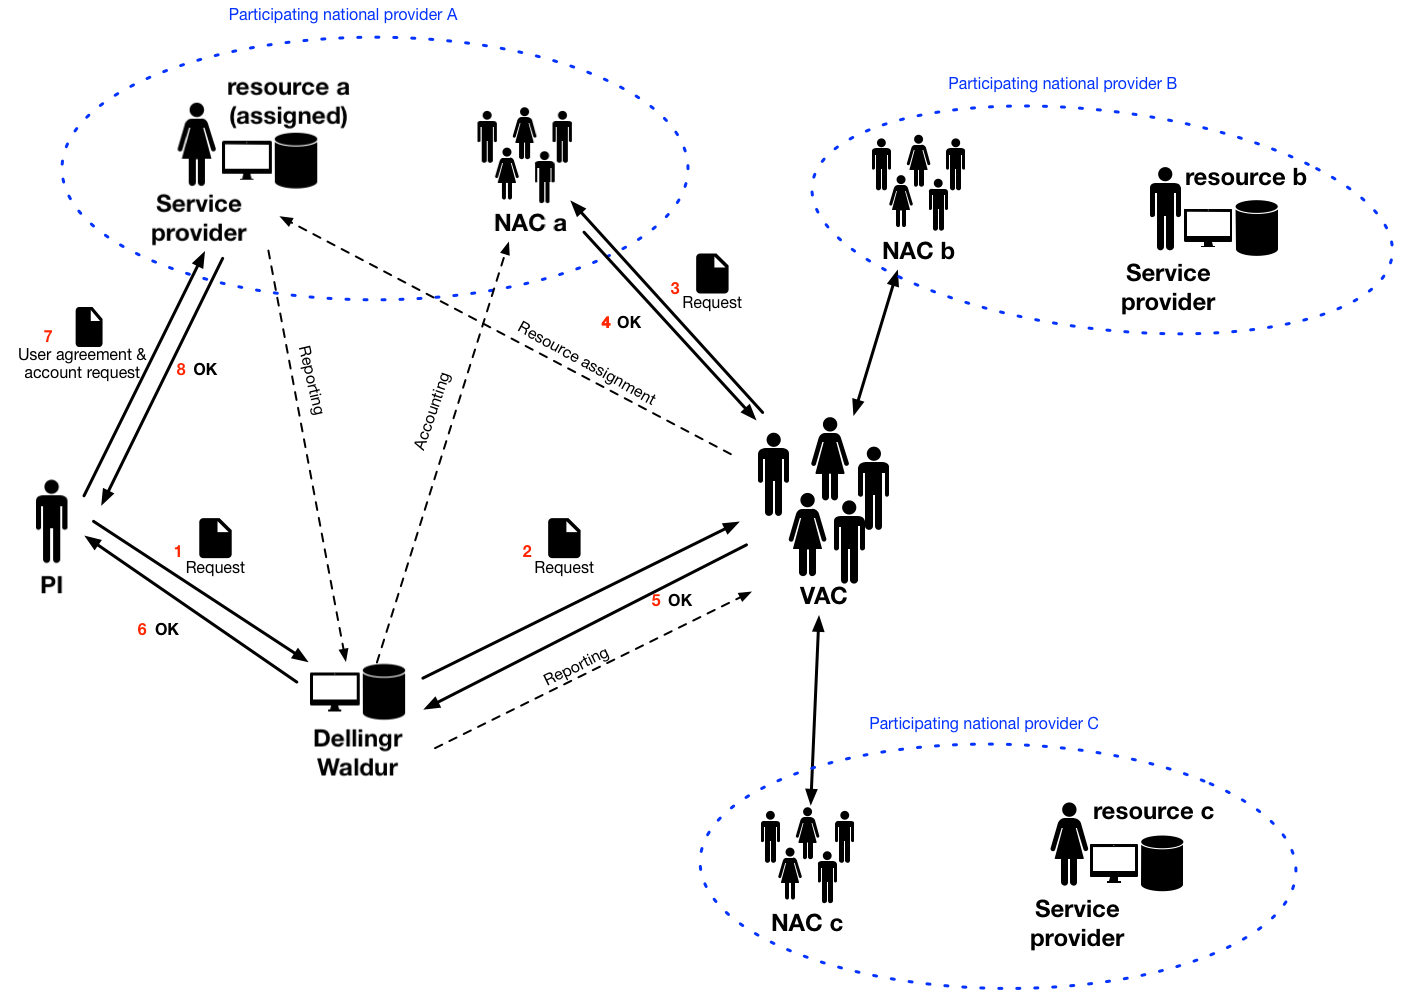 Participating national provider A
resource a
(assigned)
Service
provider
NAC a
Participating national provider B
NAC b
resource b
Service
provider
3
Request
4 OK
7
User agreement &
account request
8 OK
Reporting
Accounting
Resource assignment
PI
1
Request
6 OK
2
Request
5 OK
Reporting
VAC
Dellingr
Waldur
Participating national provider C
NAC c
resource c
Service
provider